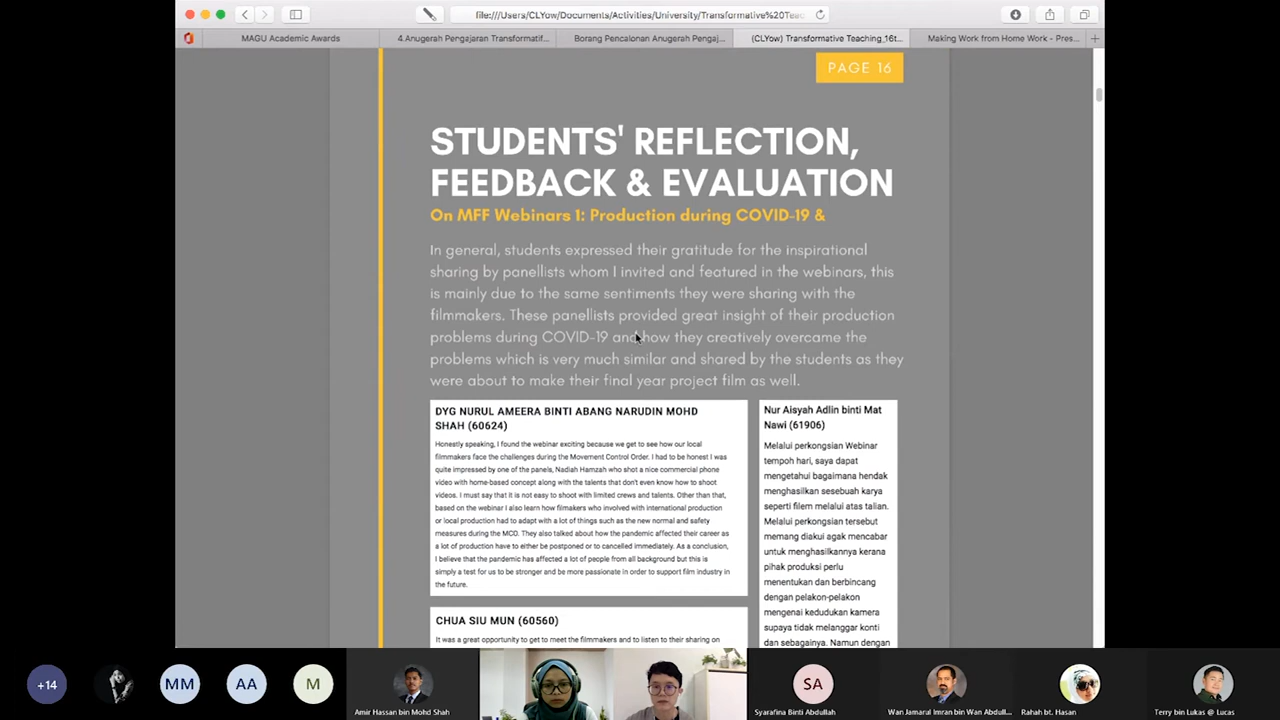 file:///Users/CLYow/Documents/Activities/University/Transformative%20Teac
MAGU Academic Awards
4.Anugerah Pengajaran Transformatif...
Borang Pencalonan Anugerah Pengaj...
(CLYow) Transformative Teaching_16t...
Making Work from Home Work - Pres...
PAGE 16
STUDENTS' REFLECTION,
FEEDBACK & EVALUATION
On MFF Webinars 1: Production during COVID-19 &
In general, students expressed their gratitude for the inspirational
sharing by panellists whom I invited and featured in the webinars, this
is mainly due to the same sentiments they were sharing with the
filmmakers. These panellists provided great insight of their production
problems during COVID-19 and how they creatively overcame the
problems which is very much similar and shared by the students as they
were about to make their final year project film as well.
DYG NURUL AMEERA BINTI ABANG NARUDIN MOHD
SHAH (60624)
Honestly speaking, I found the webinar exciting because we get to see how our local
filmmakers face the challenges during the Movement Control Order. I had to be honest I was
quite impressed by one of the panels, Nadiah Hamzah who shot a nice commercial phone
video with home-based concept along with the talents that don't even know how to shoot
videos. I must say that it is not easy to shoot with limited crews and talents. Other than that,
based on the webinar I also learn how filmakers who involved with international production
or local production had to adapt with a lot of things such as the new normal and safety
measures during the MCO. They also talked about how the pandemic affected their career as
a lot of production have to either be postponed or to cancelled immediately. As a conclusion,
I believe that the pandemic has affected a lot of people from all background but this is
simply a test for us to be stronger and be more passionate in order to support film industry in
the future.
CHUA SIU MUN (60560)
It was a great opportunity to get to meet the filmmakers and to listen to their sharing on
Nur Aisyah Adlin binti Mat
Nawi (61906)
Melalui perkongsian Webinar
tempoh hari, saya dapat
mengetahui bagaimana hendak
menghasilkan sesebuah karya
seperti filem melalui atas talian.
Melalui perkongsian tersebut
memang diakui agak mencabar
untuk menghasilkannya kerana
pihak produksi perlu
menentukan dan berbincang
dengan pelakon-pelakon
mengenai kedudukan kamera
supaya tidak melanggar konti
dan sebagainya. Namun dengan
+14
MM
AA
M
Amir Hassan bin Mohd Shah
SA
Syarafina Binti Abdullah
Wan Jamarul Imran bin Wan Abdull...
Rahah bt. Hasan
Terry bin Lukas @ Lucas